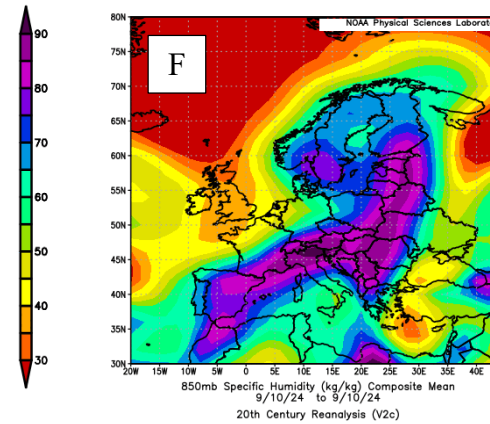 NOAA Physical Sciences Laborat
F
90
80
70
60
50
40
30
80N
75N
70N
65N
60N
55N
50N
45N
40N
35N
30N
20W 15W 10W 5W 0 5E 10E 15E 20E 25E 30E 35E 40E
850mb Specific Humidity (kg/kg) Composite Mean
9/10/24 to 9/10/24
20th Century Reanalysis (V2c)